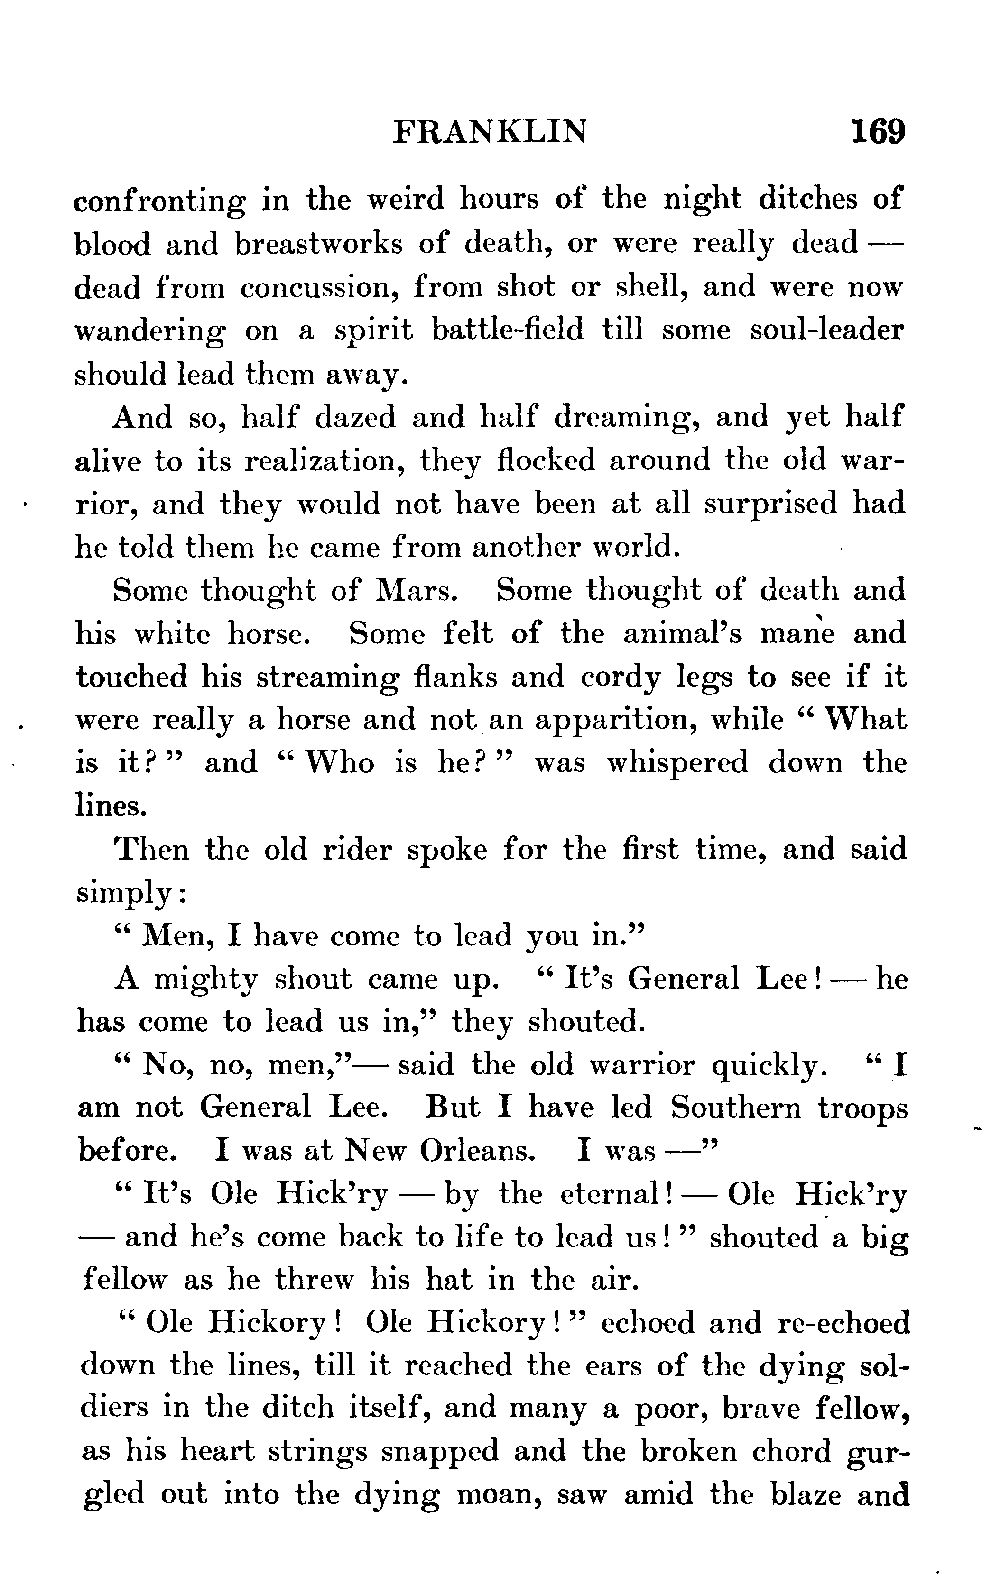 FRANKLIN 169
confronting in the weird hours of the night ditches of
blood and breastworks of death, or were really dead —
dead from concussion, from shot or shell, and were now
wandering on a spirit battle-field till some soul-leader
should lead them away.
And so, half dazed and half dreaming, and yet half
alive to its realization, they flocked around the old war-
rior, and they would not have been at all surprised had
he told them he came from another world.
Some thought of Mars. Some thought of death and
his white horse. Some felt of the animal's mane and
touched his streaming flanks and cordy legs to see if it
were really a horse and not an apparition, while “ What
is it? ” and “ Who is he? ” was whispered down the
lines.
Then the old rider spoke for the first time, and said
simply:
“ Men, I have come to lead you in.”
A mighty shout came up. “ It's General Lee! — he
has come to lead us in,” they shouted.
“ No, no, men,”— said the old warrior quickly. “ I
am not General Lee. But I have led Southern troops
before. I was at New Orleans. I was —”
“ It's Ole Hick'ry — by the eternal! — Ole Hick'ry
— and he's come back to life to lead us! ” shouted a big
fellow as he threw his hat in the air.
“ Ole Hickory! Ole Hickory! ” echoed and re-echoed
down the lines, till it reached the ears of the dying sol-
diers in the ditch itself, and many a poor, brave fellow,
as his heart strings snapped and the broken chord gur-
gled out into the dying moan, saw amid the blaze and